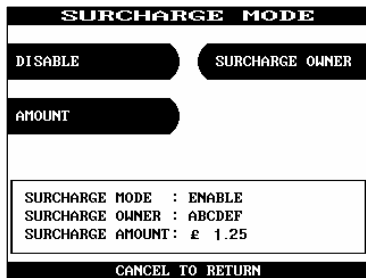 SURCHARGE MODE
DISABLE
SURCHARGE OWNER
AMOUNT
SURCHARGE MODE : ENABLE
SURCHARGE OWNER : ABCDEF
SURCHARGE AMOUNT: £ 1.25
CANCEL TO RETURN